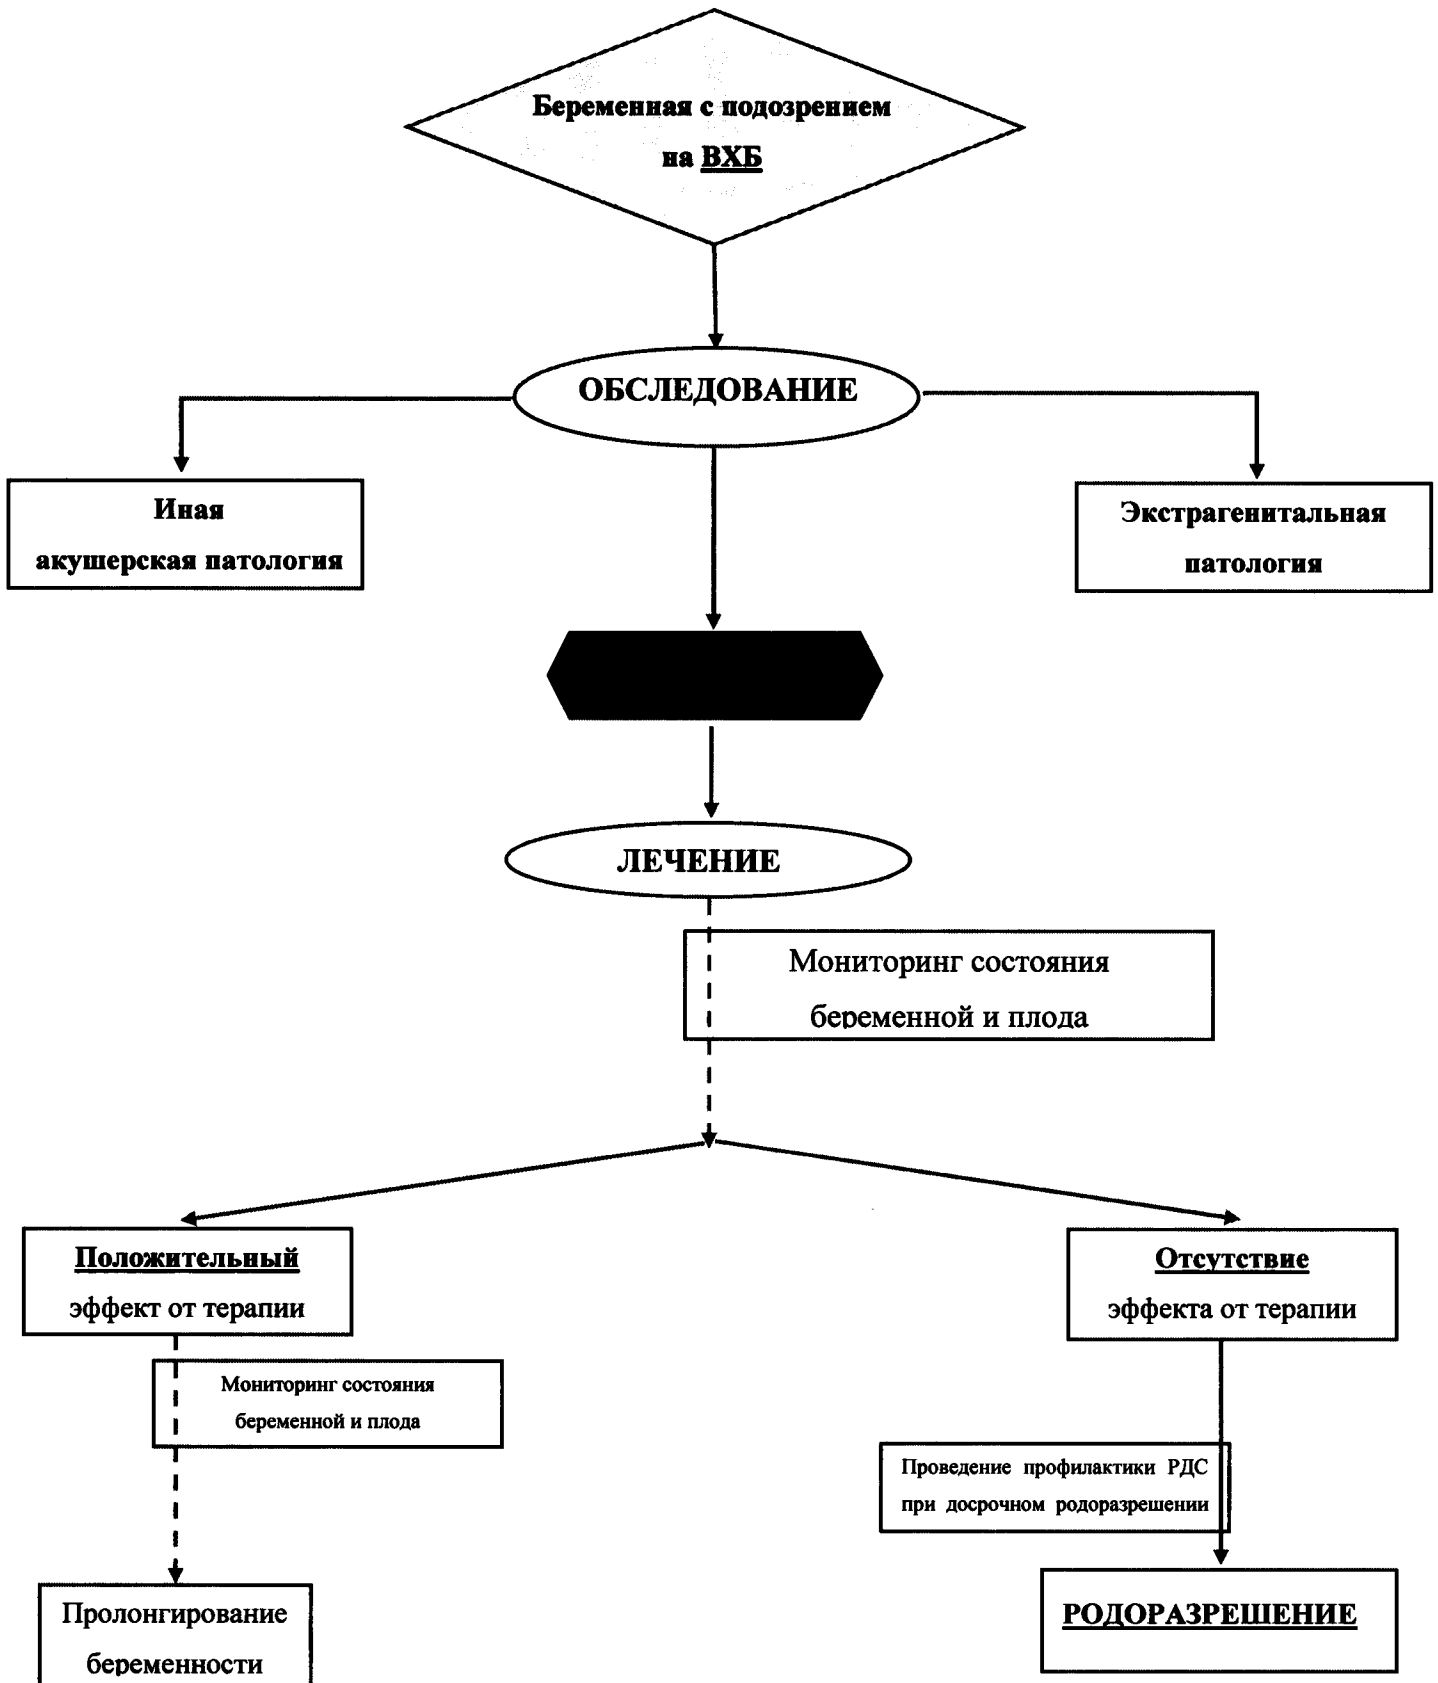 Беременная с подозрением
на ВХБ
ОБСЛЕДОВАНИЕ
Иная
акушерская патология
Экстрагенитальная
патология
ЛЕЧЕНИЕ
Мониторинг состояния
беременной и плода
Положительный
эффект от терапии
Отсутствие
эффекта от терапии
Мониторинг состояния
беременной и плода
Проведение профилактики РДС
при досрочном родоразрешении
Пролонгирование
беременности
РОДОРАЗРЕШЕНИЕ